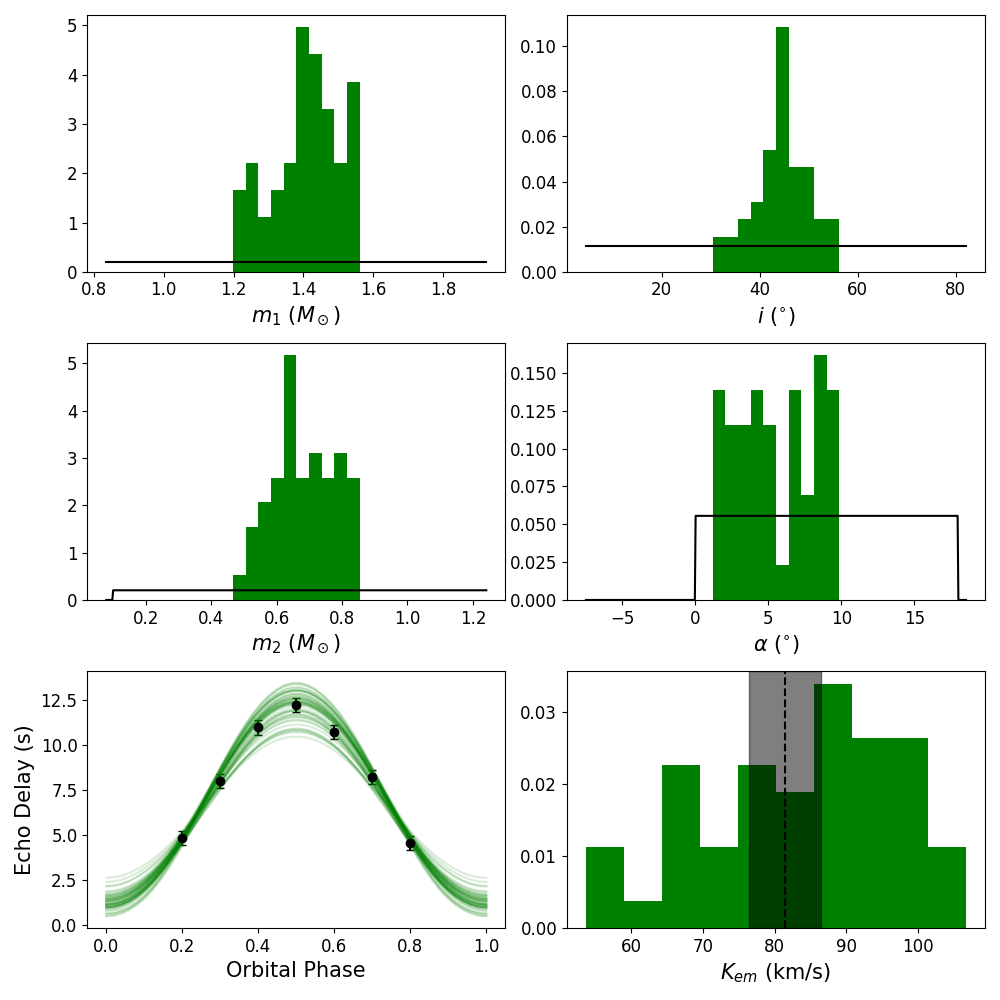 5
4
3
2
1
0
0.8 1.0 1.2 1.4 1.6 1.8
m₁ (M⊙)
0.10
0.08
0.06
0.04
0.02
0.00
20 40 60 80
i (°)
5
4
3
2
1
0
0.2 0.4 0.6 0.8 1.0 1.2
m₂ (M⊙)
0.150
0.125
0.100
0.075
0.050
0.025
0.000
−5 0 5 10 15
α (°)
Echo Delay (s)
12.5
10.0
7.5
5.0
2.5
0.0
0.0 0.2 0.4 0.6 0.8 1.0
Orbital Phase
0.03
0.02
0.01
0.00
60 70 80 90 100
Kₑₘ (km/s)